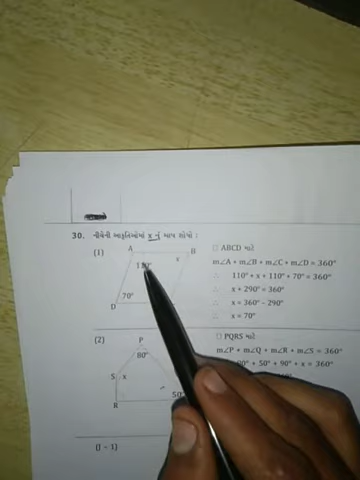 30. નીચેની આકૃતિઓમાં x નું માપ શોધો :
(1)
A
B
110°
x
70°
D
□ ABCD માટે
m∠A + m∠B + m∠C + m∠D = 360°
∴ 110° + x + 110° + 70° = 360°
∴ x + 290° = 360°
∴ x = 360° - 290°
∴ x = 70°
(2)
P
80°
S
x
R
50°
□ PQRS માટે
m∠P + m∠Q + m∠R + m∠S = 360°
+ 50° + 90° + x = 360°
(J - 1)